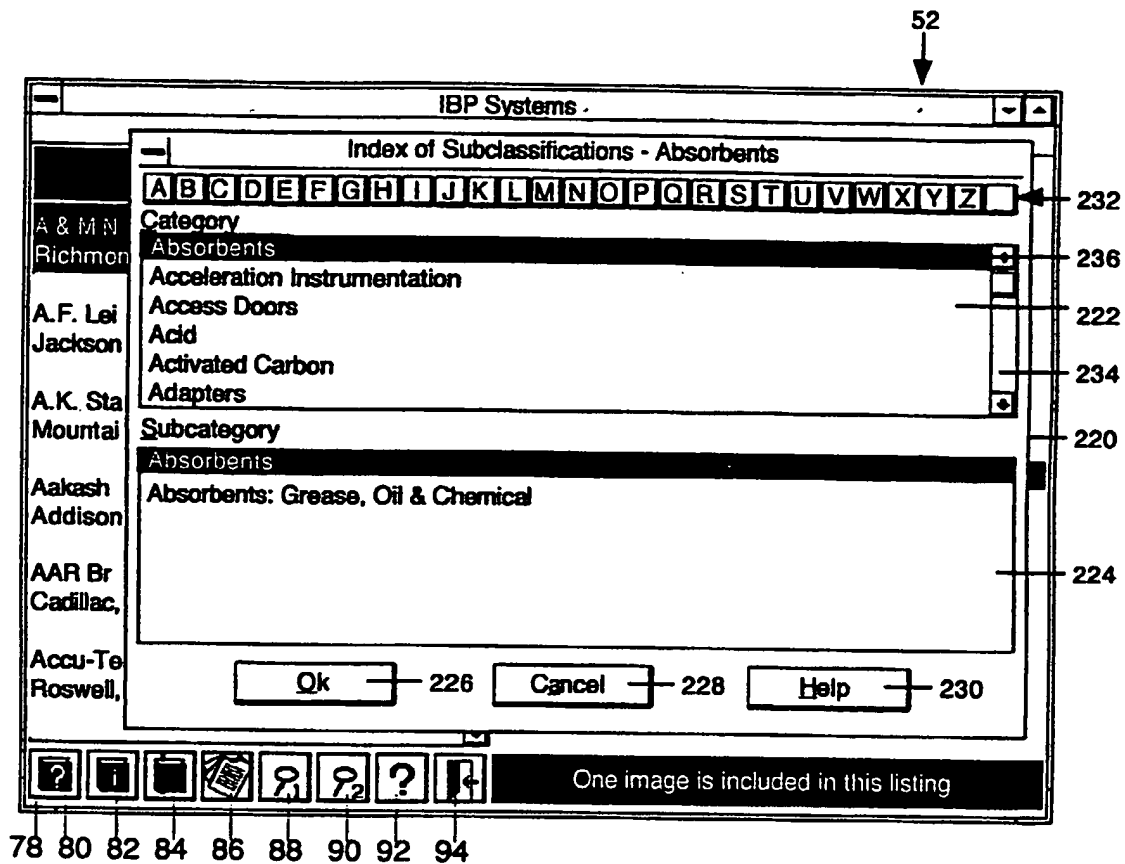 52
IBP Systems
Index of Subclassifications - Absorbents
A B C D E F G H I J K L M N O P Q R S T U V W X Y Z
232
A & M N
Richmon
Category
Absorbents
236
Acceleration Instrumentation
Access Doors
222
A.F. Lei
Jackson
Acid
Activated Carbon
234
Adapters
A.K. Sta
Mountai
Subcategory
220
Absorbents
Absorbents: Grease, Oil & Chemical
Aakash
Addison
AAR Br
Cadillac,
224
Accu-Te
Roswell,
Ok 226 Cancel 228 Help 230
? i 1 2 ?
One image is included in this listing
78 80 82 84 86 88 90 92 94